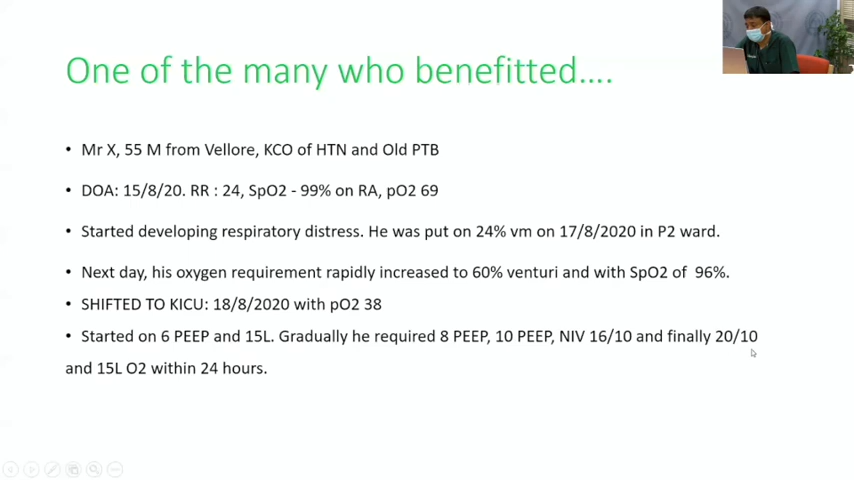 One of the many who benefitted....
• Mr X, 55 M from Vellore, KCO of HTN and Old PTB
• DOA: 15/8/20. RR : 24, SpO2 - 99% on RA, pO2 69
• Started developing respiratory distress. He was put on 24% vm on 17/8/2020 in P2 ward.
• Next day, his oxygen requirement rapidly increased to 60% venturi and with SpO2 of 96%.
• SHIFTED TO KICU: 18/8/2020 with pO2 38
• Started on 6 PEEP and 15L. Gradually he required 8 PEEP, 10 PEEP, NIV 16/10 and finally 20/10
and 15L O2 within 24 hours.